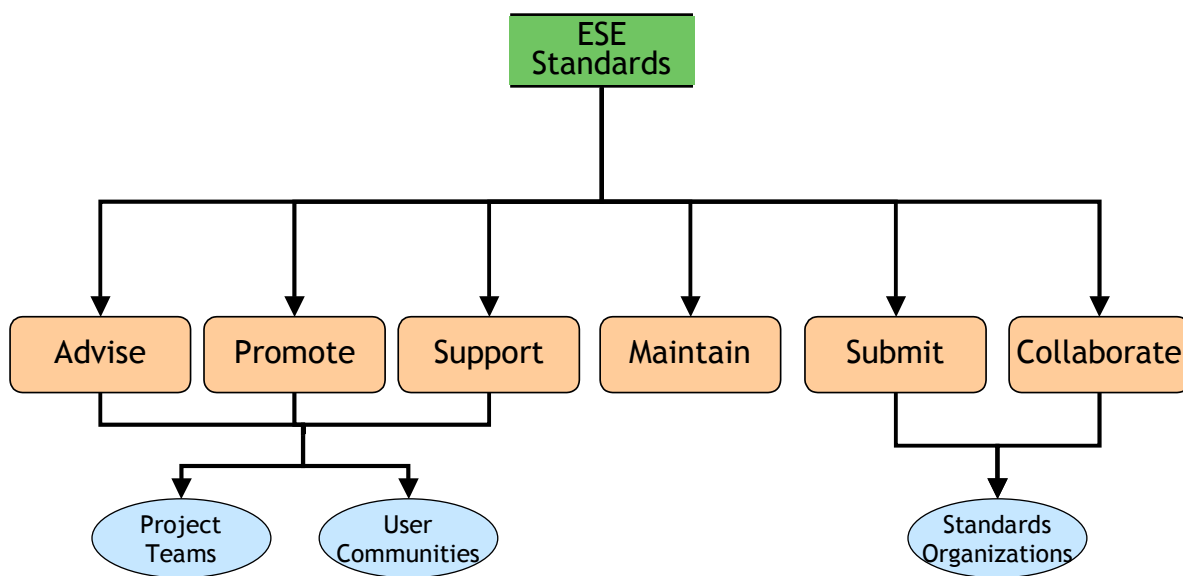 ESE
Standards
Advise
Promote
Support
Maintain
Submit
Collaborate
Project
Teams
User
Communities
Standards
Organizations